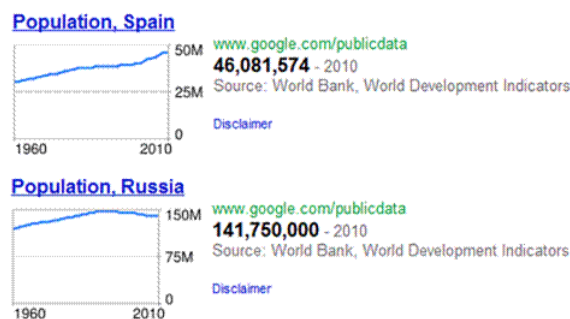 Population, Spain
50M
25M
0
1960 2010
www.google.com/publicdata
46,081,574 - 2010
Source: World Bank, World Development Indicators
Disclaimer
Population, Russia
150M
75M
0
1960 2010
www.google.com/publicdata
141,750,000 - 2010
Source: World Bank, World Development Indicators
Disclaimer